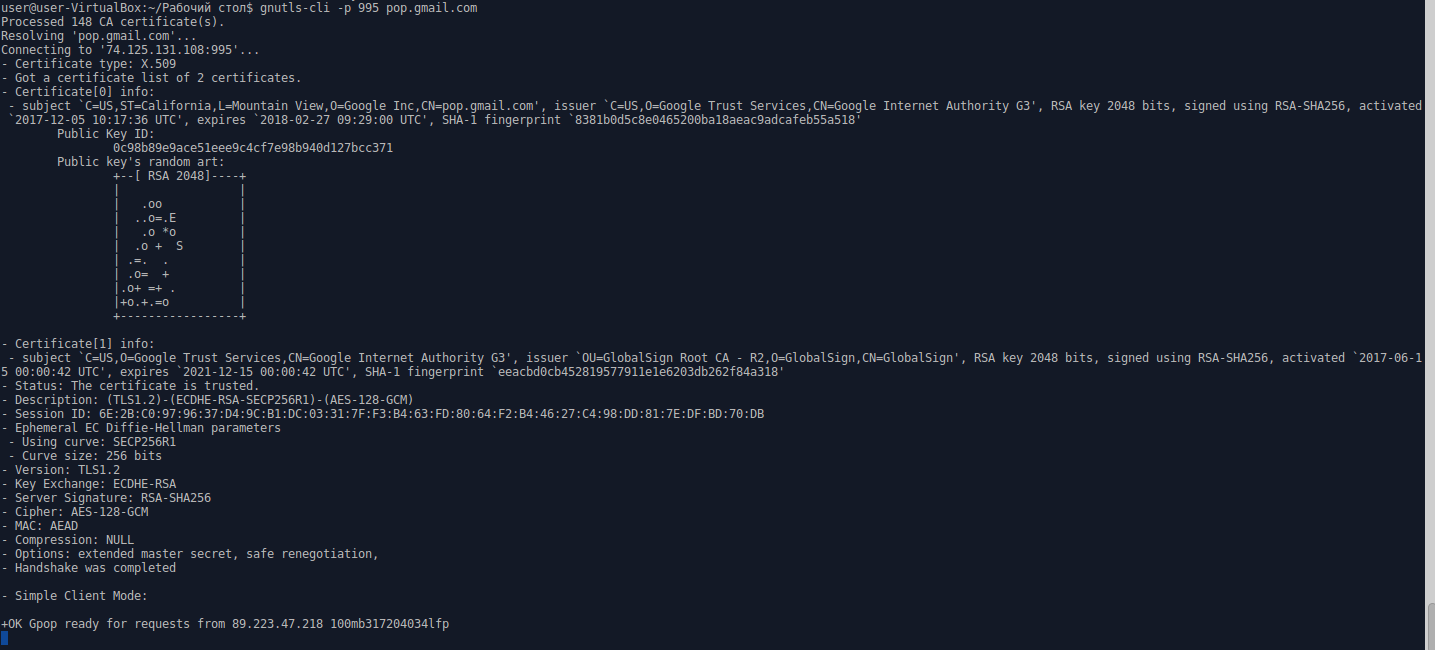 user@user-VirtualBox:~/Рабочий стол$ gnutls-cli -p 995 pop.gmail.com
Processed 148 CA certificate(s).
Resolving 'pop.gmail.com'...
Connecting to '74.125.131.108:995'...
- Certificate type: X.509
- Got a certificate list of 2 certificates.
- Certificate[0] info:
 - subject `C=US,ST=California,L=Mountain View,O=Google Inc,CN=pop.gmail.com', issuer `C=US,O=Google Trust Services,CN=Google Internet Authority G3', RSA key 2048 bits, signed using RSA-SHA256, activated
 `2017-12-05 10:17:36 UTC', expires `2018-02-27 09:29:00 UTC', SHA-1 fingerprint `8381b0d5c8e0465200ba18aeac9adcafeb55a518'
        Public Key ID:
                0c98b89e9ace51eee9c4cf7e98b940d127bcc371
        Public key's random art:
                +--[ RSA 2048]----+
                |                 |
                |   .oo           |
                |  ..o=.E         |
                |   .o *o         |
                |  .o +  S        |
                | .=.  .          |
                | .o=  +          |
                |.o+ =+ .         |
                |+o.+.=o          |
                +-----------------+
- Certificate[1] info:
 - subject `C=US,O=Google Trust Services,CN=Google Internet Authority G3', issuer `OU=GlobalSign Root CA - R2,O=GlobalSign,CN=GlobalSign', RSA key 2048 bits, signed using RSA-SHA256, activated `2017-06-1
5 00:00:42 UTC', expires `2021-12-15 00:00:42 UTC', SHA-1 fingerprint `eeacbd0cb452819577911e1e6203db262f84a318'
- Status: The certificate is trusted.
- Description: (TLS1.2)-(ECDHE-RSA-SECP256R1)-(AES-128-GCM)
- Session ID: 6E:2B:C0:97:96:37:D4:9C:B1:DC:03:31:7F:F3:B4:63:FD:80:64:F2:B4:46:27:C4:98:DD:81:7E:DF:BD:70:DB
- Ephemeral EC Diffie-Hellman parameters
 - Using curve: SECP256R1
 - Curve size: 256 bits
- Version: TLS1.2
- Key Exchange: ECDHE-RSA
- Server Signature: RSA-SHA256
- Cipher: AES-128-GCM
- MAC: AEAD
- Compression: NULL
- Options: extended master secret, safe renegotiation,
- Handshake was completed
- Simple Client Mode:
+OK Gpop ready for requests from 89.223.47.218 100mb317204034lfp